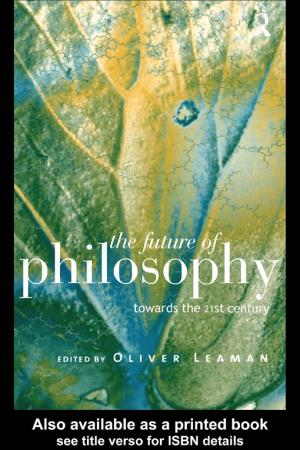 the future of
philosophy
towards the 21st century
EDITED BY OLIVER LEAMAN
Also available as a printed book
see title verso for ISBN details